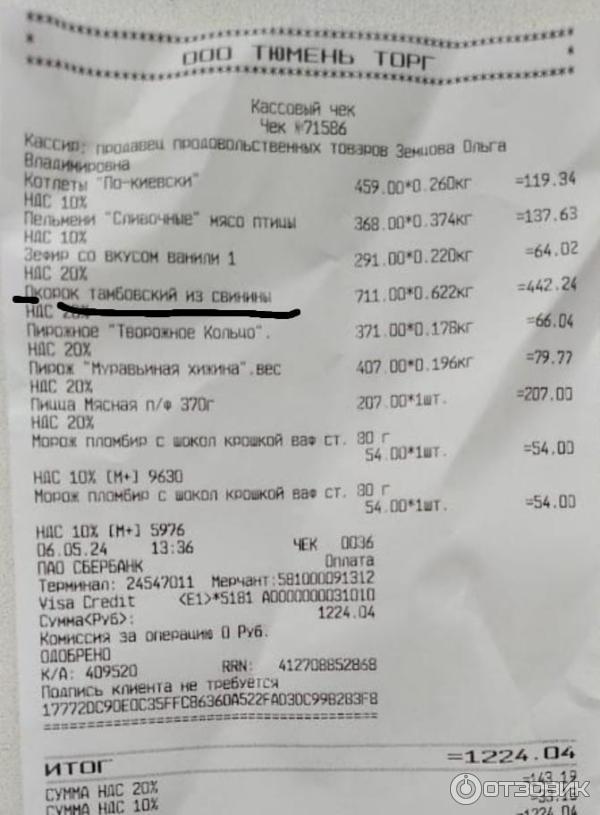 ООО ТЮМЕНЬ ТОРГ
Кассовый чек
Чек №71586
Кассир; продавец продовольственных товаров Земцова Ольга
Владимировна
Котлеты "По-киевски" 459.00*0.260кг =119.34
НДС 10%
Пельмени "Сливочные" мясо птицы 368.00*0.374кг =137.63
НДС 10%
Зефир со вкусом ванили 1 291.00*0.220кг =64.02
НДС 20%
Окорок тамбовский из свинины 711.00*0.622кг =442.24
НДС 20%
Пирожное "Творожное Кольцо". 371.00*0.178кг =66.04
НДС 20%
Пирож "Муравьиная хижина".вес 407.00*0.196кг =79.77
НДС 20%
Пицца Мясная п/ф 370г 207.00*1шт. =207.00
НДС 20%
Морож пломбир с шокол крошкой ваф ст. 80 г
54.00*1шт. =54.00
НДС 10% [М+] 9630
Морож пломбир с шокол крошкой ваф ст. 80 г
54.00*1шт. =54.00
НДС 10% [М+] 5976
06.05.24 13:36 ЧЕК 0036
ПАО СБЕРБАНК Оплата
Терминал: 24547011 Мерчант:581000091312
Visa Credit <E1>*5181 A0000000031010
Сумма<Руб>: 1224.04
Комиссия за операцию 0 Руб.
ОДОБРЕНО
К/А: 409520 RRN: 412708852868
Подпись клиента не требуется
17772DC90E0C35FFC86360A522FAD3DC99B2B3F8
ИТОГ =1224.04
СУММА НДС 20% =143.19
СУММА НДС 10%
=1224.04
ОТЗОВИК